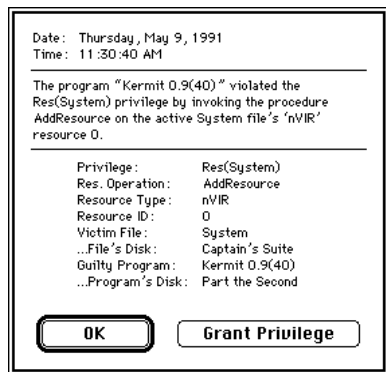 Date: Thursday, May 9, 1991
Time: 11:30:40 AM
The program “Kermit 0.9(40)” violated the
Res(System) privilege by invoking the procedure
AddResource on the active System file's ‘nVIR’
resource 0.
Privilege: Res(System)
Res. Operation: AddResource
Resource Type: nVIR
Resource ID: 0
Victim File: System
...File's Disk: Captain's Suite
Guilty Program: Kermit 0.9(40)
...Program's Disk: Part the Second
OK Grant Privilege